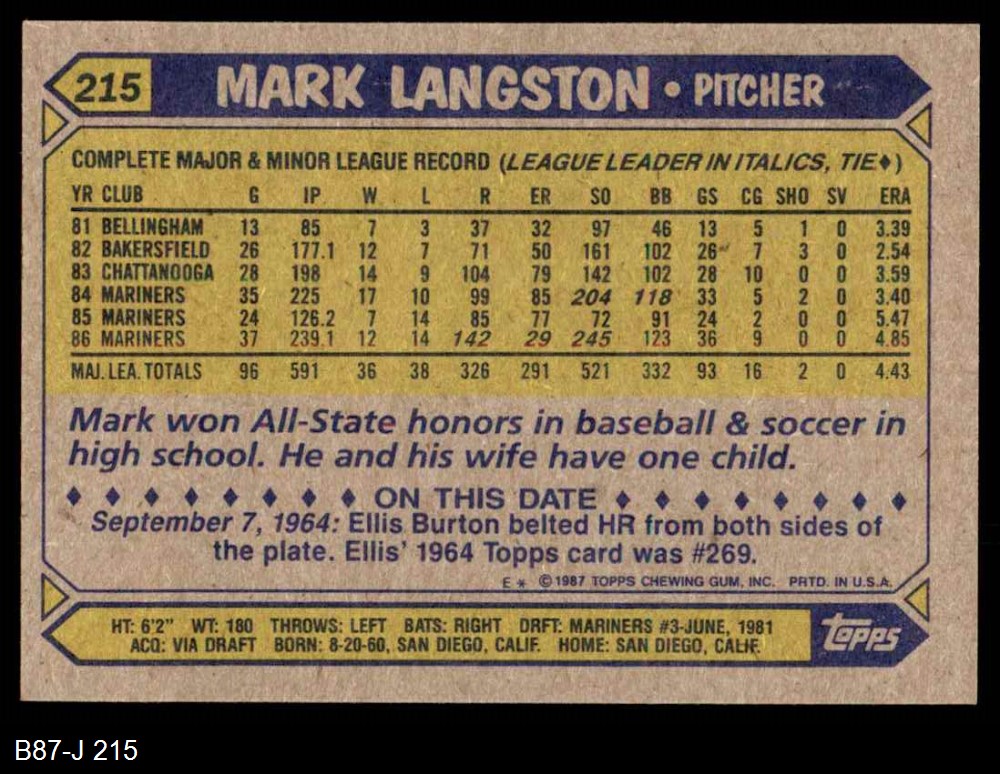 215 MARK LANGSTON • PITCHER
COMPLETE MAJOR & MINOR LEAGUE RECORD (LEAGUE LEADER IN ITALICS, TIE♦)
YR CLUB G IP W L R ER SO BB GS CG SHO SV ERA
81 BELLINGHAM 13 85 7 3 37 32 97 46 13 5 1 0 3.39
82 BAKERSFIELD 26 177.1 12 7 71 50 161 102 26 7 3 0 2.54
83 CHATTANOOGA 28 198 14 9 104 79 142 102 28 10 0 0 3.59
84 MARINERS 35 225 17 10 99 85 204 118 33 5 2 0 3.40
85 MARINERS 24 126.2 7 14 85 77 72 91 24 2 0 0 5.47
86 MARINERS 37 239.1 12 14 142 29 245 123 36 9 0 0 4.85
MAJ. LEA. TOTALS 96 591 36 38 326 291 521 332 93 16 2 0 4.43
Mark won All-State honors in baseball & soccer in
high school. He and his wife have one child.
♦ ♦ ♦ ♦ ♦ ♦ ♦ ♦ ON THIS DATE ♦ ♦ ♦ ♦ ♦ ♦ ♦ ♦
September 7, 1964: Ellis Burton belted HR from both sides of
the plate. Ellis' 1964 Topps card was #269.
E * © 1987 TOPPS CHEWING GUM, INC. PRTD. IN U.S.A.
HT: 6'2" WT: 180 THROWS: LEFT BATS: RIGHT DRFT: MARINERS #3-JUNE, 1981
ACQ: VIA DRAFT BORN: 8-20-60, SAN DIEGO, CALIF. HOME: SAN DIEGO, CALIF.
topps
B87-J 215